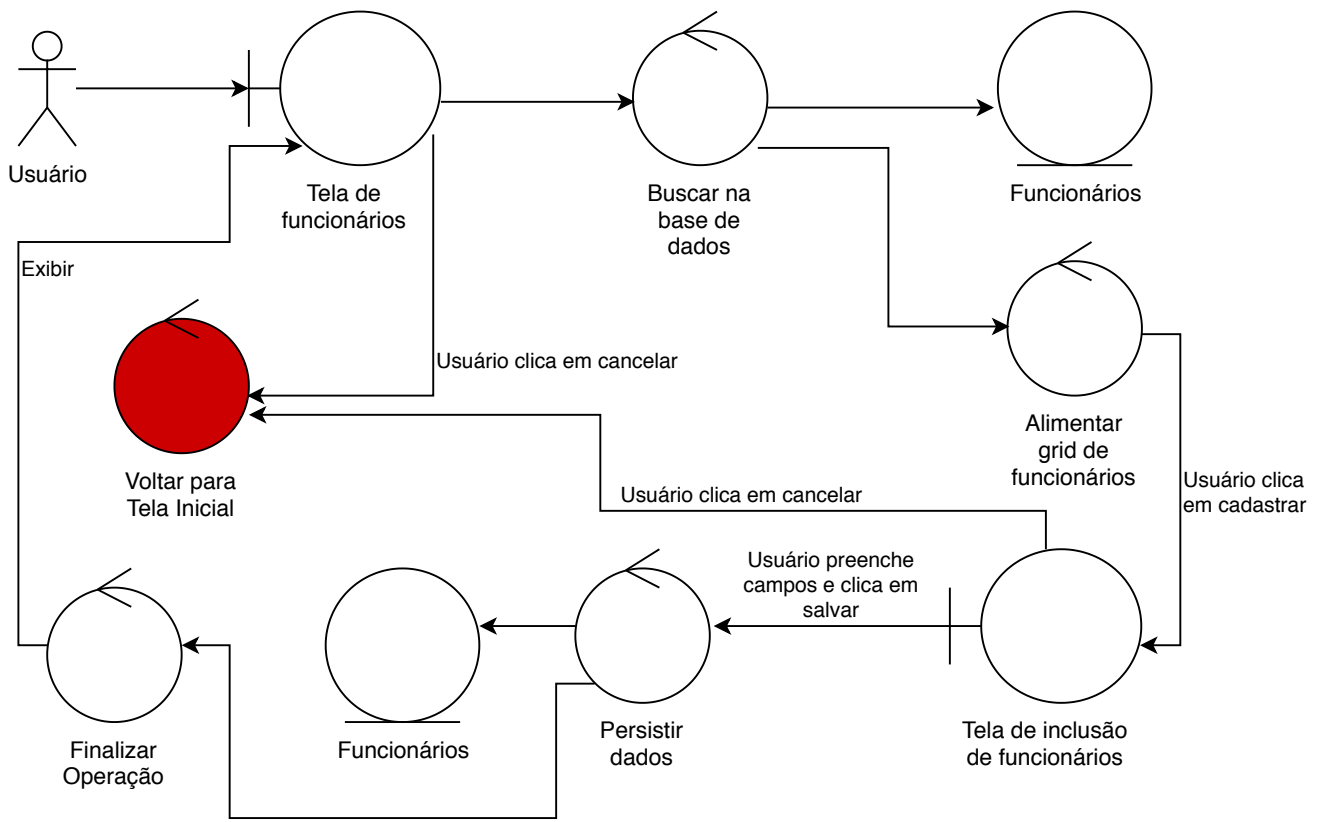 Usuário
Tela de
funcionários
Buscar na
base de
dados
Funcionários
Exibir
Usuário clica em cancelar
Alimentar
grid de
funcionários
Voltar para
Tela Inicial
Usuário clica
em cadastrar
Usuário clica em cancelar
Usuário preenche
campos e clica em
salvar
Finalizar
Operação
Funcionários
Persistir
dados
Tela de inclusão
de funcionários